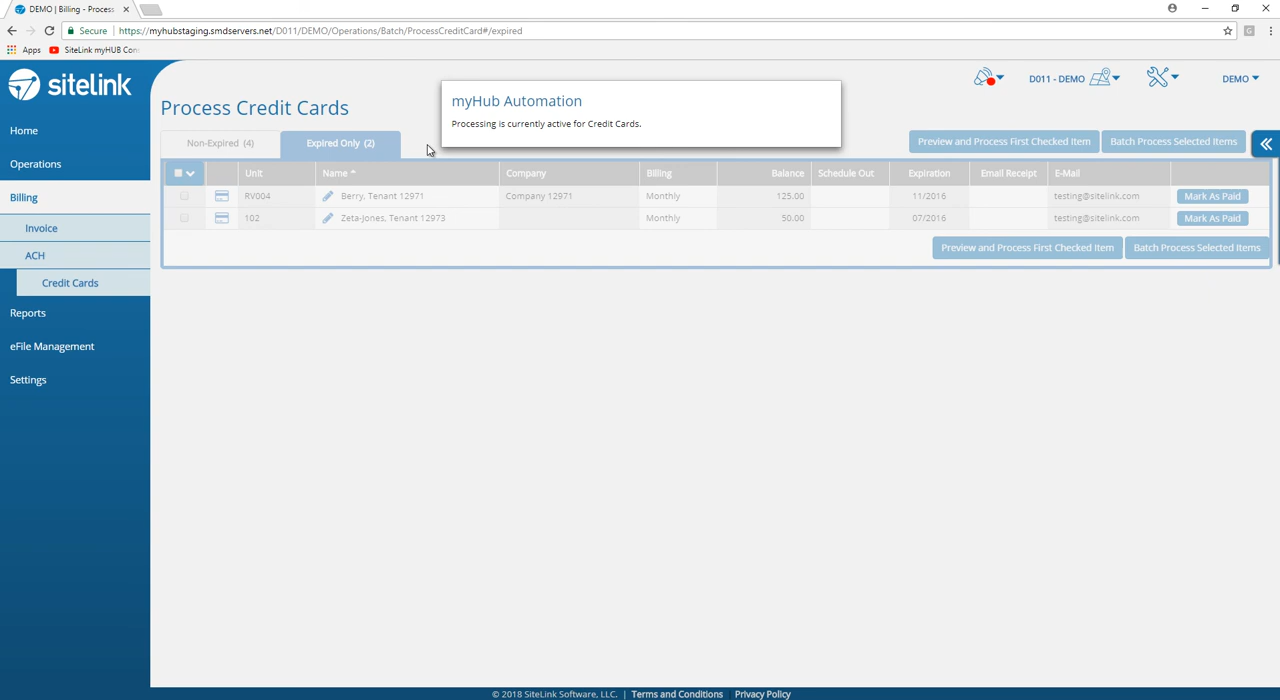 DEMO | Billing - Process
Secure | https://myhubstaging.smdservers.net/D011/DEMO/Operations/Batch/ProcessCreditCard#/expired
Apps SiteLink myHUB Con
sitelink
D011 - DEMO
DEMO
Process Credit Cards
myHub Automation
Processing is currently active for Credit Cards.
Home
Operations
Billing
Invoice
ACH
Credit Cards
Reports
eFile Management
Settings
Non-Expired (4) Expired Only (2) Preview and Process First Checked Item Batch Process Selected Items
Unit Name Company Billing Balance Schedule Out Expiration Email Receipt E-Mail
RV004 Berry, Tenant 12971 Company 12971 Monthly 125.00 11/2016 testing@sitelink.com Mark As Paid
102 Zeta-Jones, Tenant 12973 Monthly 50.00 07/2016 testing@sitelink.com Mark As Paid
Preview and Process First Checked Item Batch Process Selected Items
© 2018 SiteLink Software, LLC. | Terms and Conditions | Privacy Policy